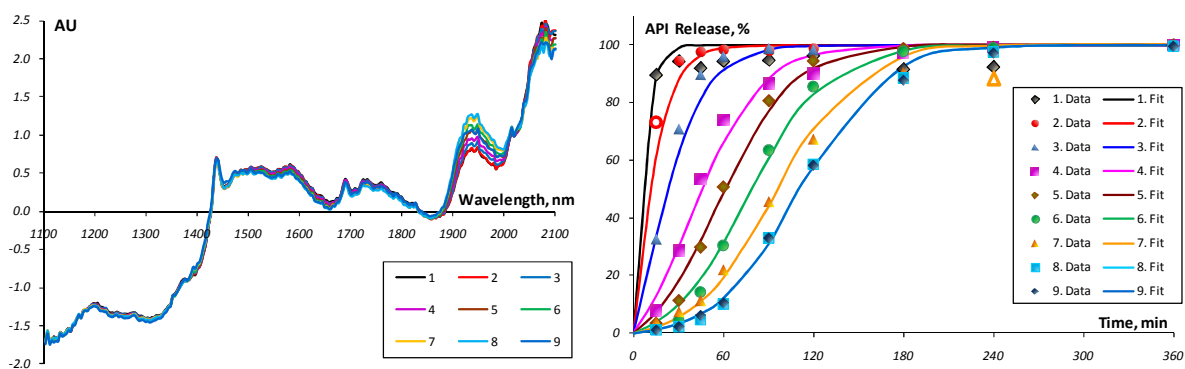 AU
2.5
2.0
1.5
1.0
0.5
0.0
-0.5
-1.0
-1.5
-2.0
Wavelength, nm
1100 1200 1300 1400 1500 1600 1700 1800 1900 2000 2100
1 2 3
4 5 6
7 8 9
API Release, %
100
80
60
40
20
0
0 60 120 180 240 300 360
Time, min
1. Data 1. Fit
2. Data 2. Fit
3. Data 3. Fit
4. Data 4. Fit
5. Data 5. Fit
6. Data 6. Fit
7. Data 7. Fit
8. Data 8. Fit
9. Data 9. Fit